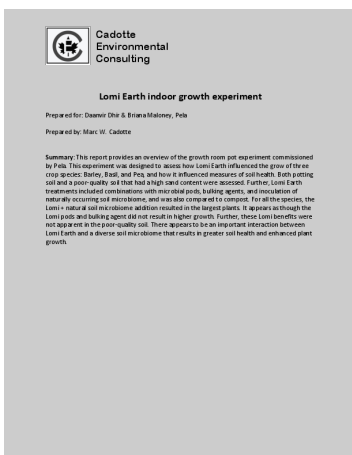 Cadotte
Environmental
Consulting
Lomi Earth indoor growth experiment
Prepared for: Daanvir Dhir & Briana Maloney, Pela
Prepared by: Marc W. Cadotte
Summary: This report provides an overview of the growth room pot experiment commissioned
by Pela. This experiment was designed to assess how Lomi Earth influenced the grow of three
crop species: Barley, Basil, and Pea, and how it influenced measures of soil health. Both potting
soil and a poor-quality soil that had a high sand content were assessed. Further, Lomi Earth
treatments included combinations with microbial pods, bulking agents, and inoculation of
naturally occurring soil microbiome, and was also compared to compost. For all the species, the
Lomi + natural soil microbiome addition resulted in the largest plants. It appears as though the
Lomi pods and bulking agent did not result in higher growth. Further, these Lomi benefits were
not apparent in the poor-quality soil. There appears to be an important interaction between
Lomi Earth and a diverse soil microbiome that results in greater soil health and enhanced plant
growth.